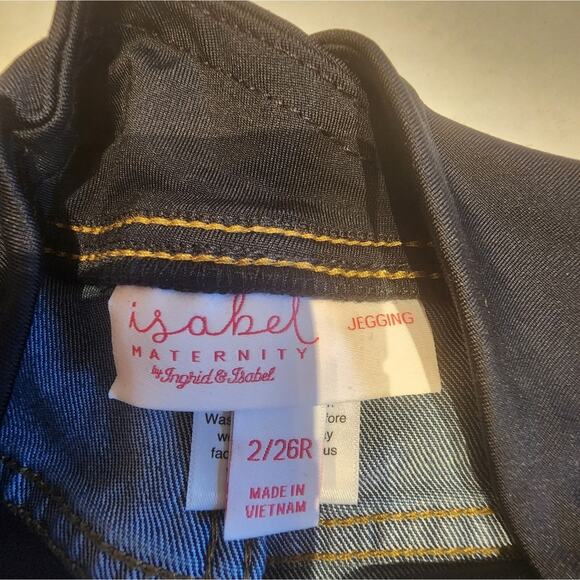 isabel
MATERNITY
by Ingrid & Isabel
JEGGING
2/26R
MADE IN
VIETNAM